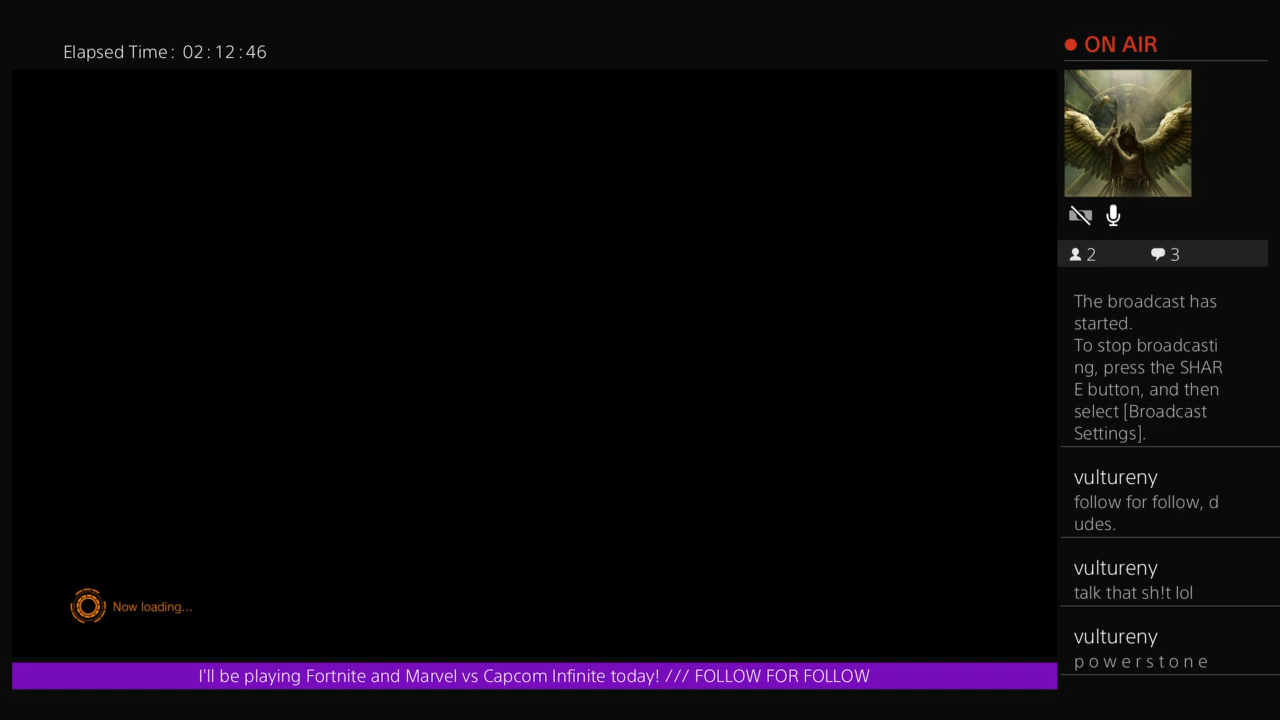 Elapsed Time: 02:12:46
ON AIR
2 3
The broadcast has
started.
To stop broadcasti
ng, press the SHAR
E button, and then
select [Broadcast
Settings].
vultureny
follow for follow, d
udes.
vultureny
talk that sh!t lol
vultureny
p o w e r s t o n e
Now loading...
I'll be playing Fortnite and Marvel vs Capcom Infinite today! /// FOLLOW FOR FOLLOW